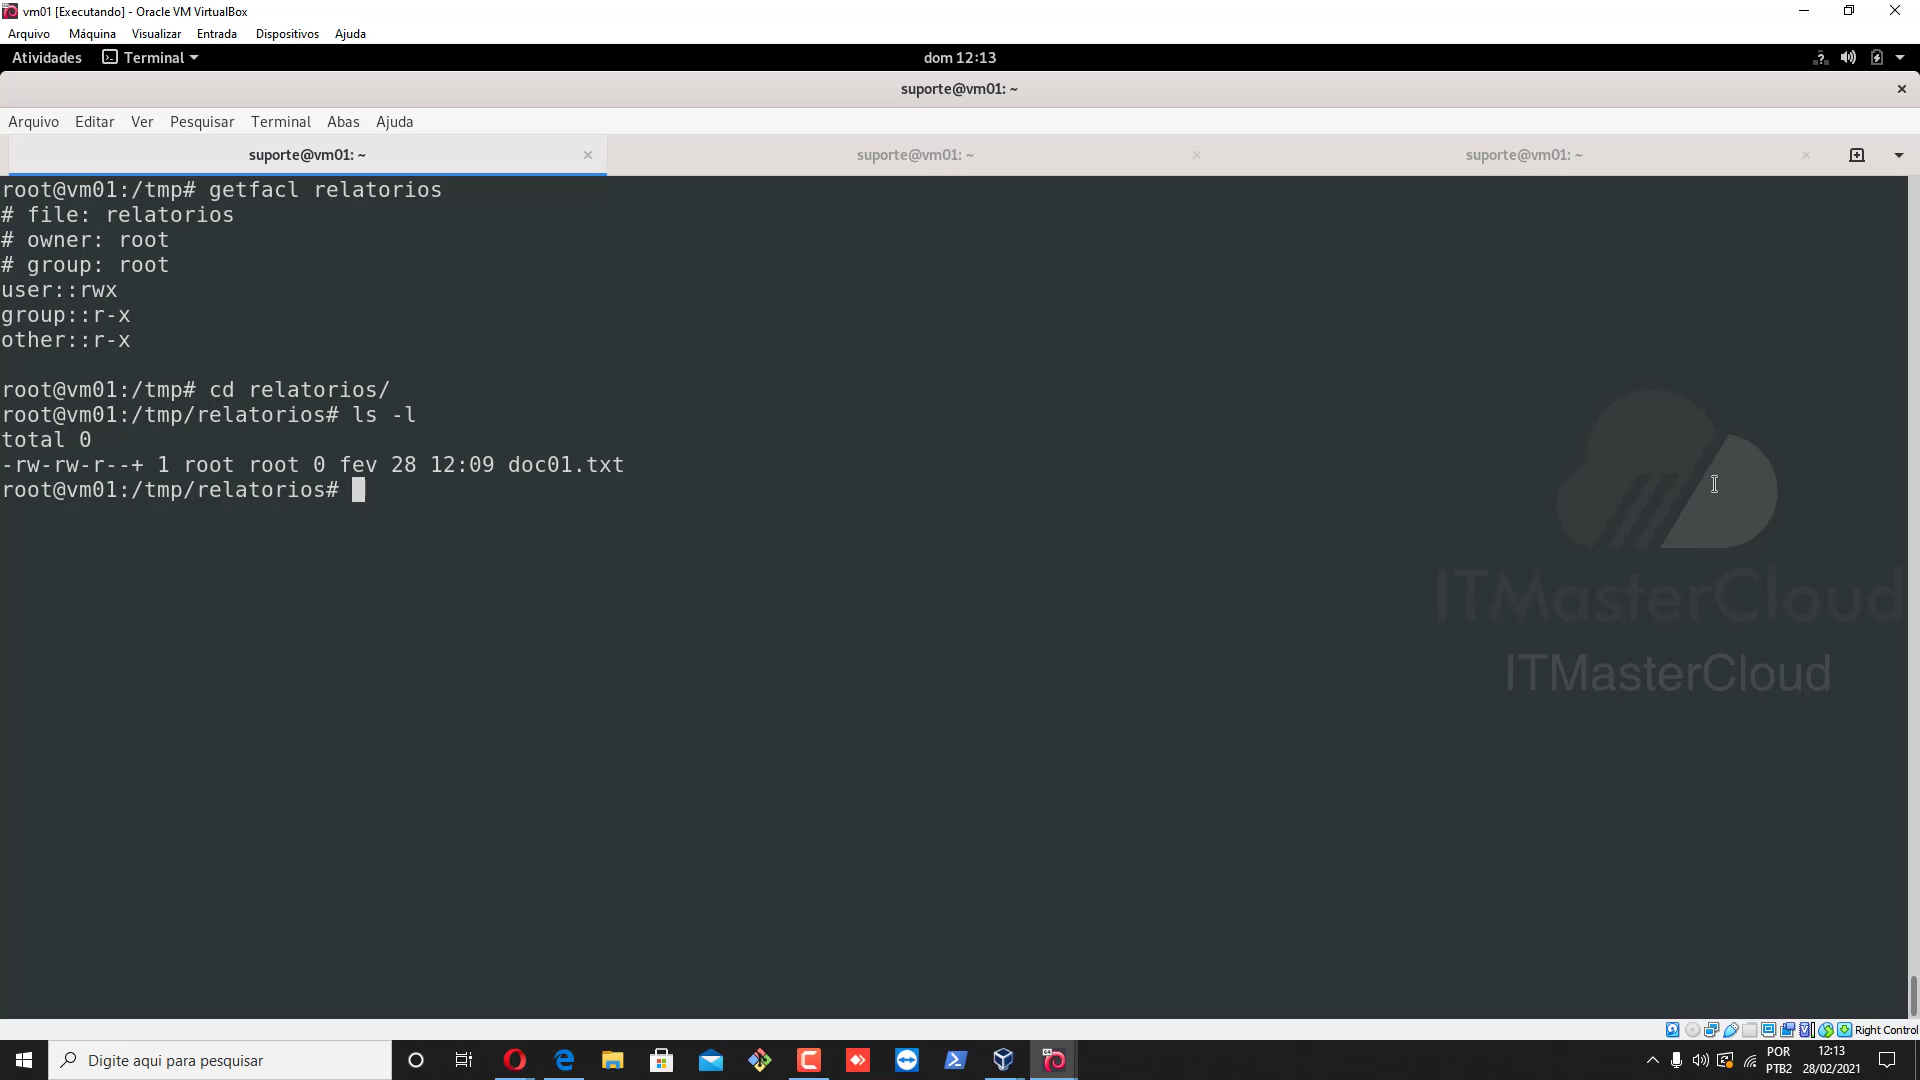 vm01 [Executando] - Oracle VM VirtualBox
Arquivo Máquina Visualizar Entrada Dispositivos Ajuda
Atividades Terminal dom 12:13
suporte@vm01: ~
Arquivo Editar Ver Pesquisar Terminal Abas Ajuda
suporte@vm01: ~ suporte@vm01: ~ suporte@vm01: ~
root@vm01:/tmp# getfacl relatorios
# file: relatorios
# owner: root
# group: root
user::rwx
group::r-x
other::r-x
root@vm01:/tmp# cd relatorios/
root@vm01:/tmp/relatorios# ls -l
total 0
-rw-rw-r--+ 1 root root 0 fev 28 12:09 doc01.txt
root@vm01:/tmp/relatorios#
ITMasterCloud
ITMasterCloud
Right Control
Digite aqui para pesquisar
POR
PTB2
12:13
28/02/2021